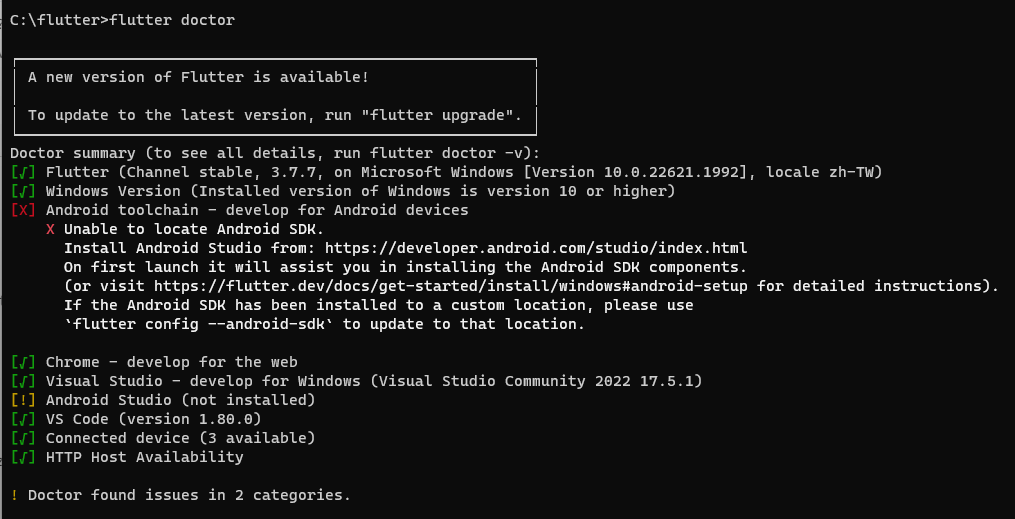 C:\flutter>flutter doctor
A new version of Flutter is available!
To update to the latest version, run "flutter upgrade".
Doctor summary (to see all details, run flutter doctor -v):
[√] Flutter (Channel stable, 3.7.7, on Microsoft Windows [Version 10.0.22621.1992], locale zh-TW)
[√] Windows Version (Installed version of Windows is version 10 or higher)
[X] Android toolchain - develop for Android devices
X Unable to locate Android SDK.
Install Android Studio from: https://developer.android.com/studio/index.html
On first launch it will assist you in installing the Android SDK components.
(or visit https://flutter.dev/docs/get-started/install/windows#android-setup for detailed instructions).
If the Android SDK has been installed to a custom location, please use
`flutter config --android-sdk` to update to that location.
[√] Chrome - develop for the web
[√] Visual Studio - develop for Windows (Visual Studio Community 2022 17.5.1)
[!] Android Studio (not installed)
[√] VS Code (version 1.80.0)
[√] Connected device (3 available)
[√] HTTP Host Availability
! Doctor found issues in 2 categories.